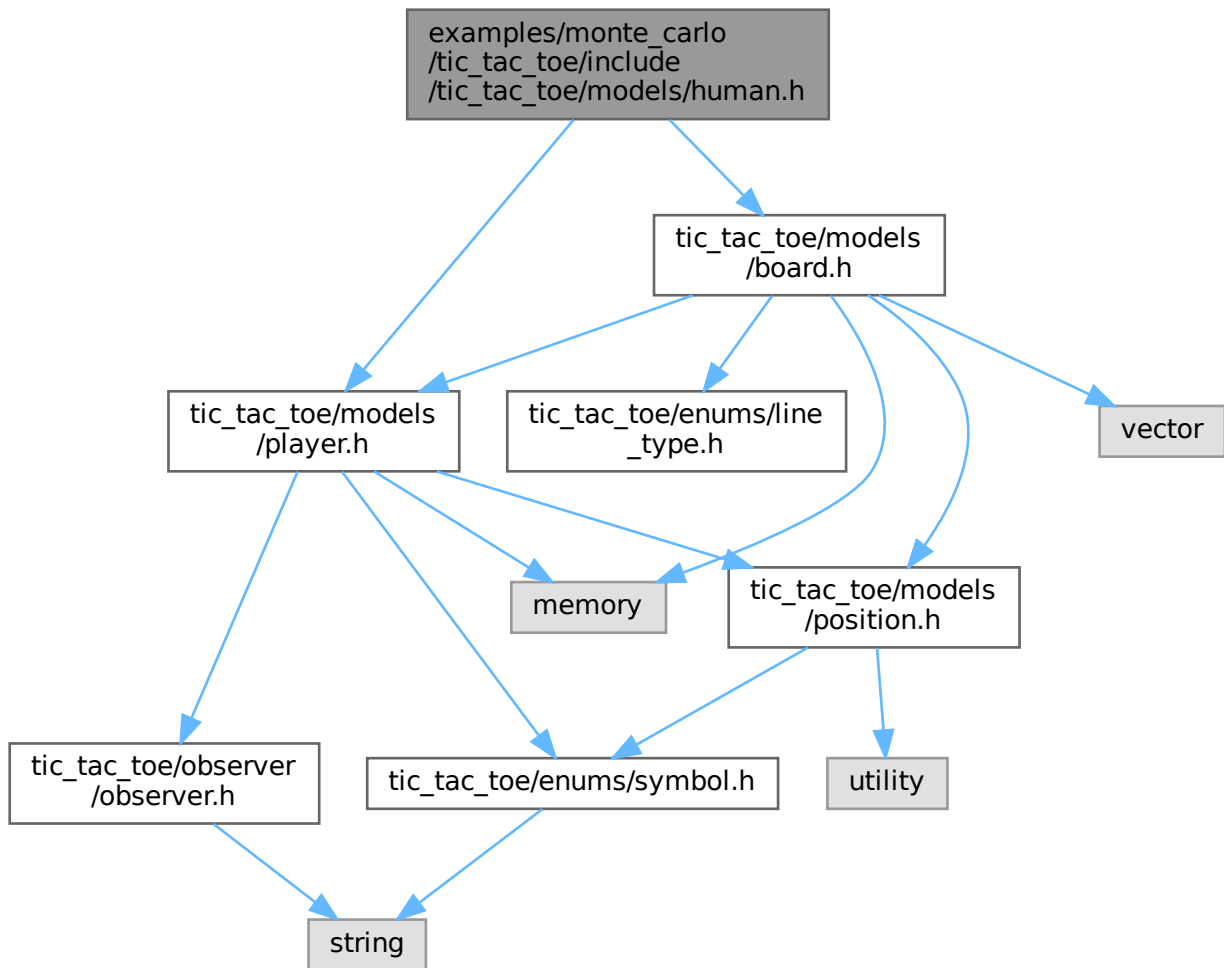 examples/monte_carlo
/tic_tac_toe/include
/tic_tac_toe/models/human.h
tic_tac_toe/models
/board.h
tic_tac_toe/models
/player.h
tic_tac_toe/enums/line
_type.h
vector
memory
tic_tac_toe/models
/position.h
tic_tac_toe/observer
/observer.h
tic_tac_toe/enums/symbol.h
utility
string